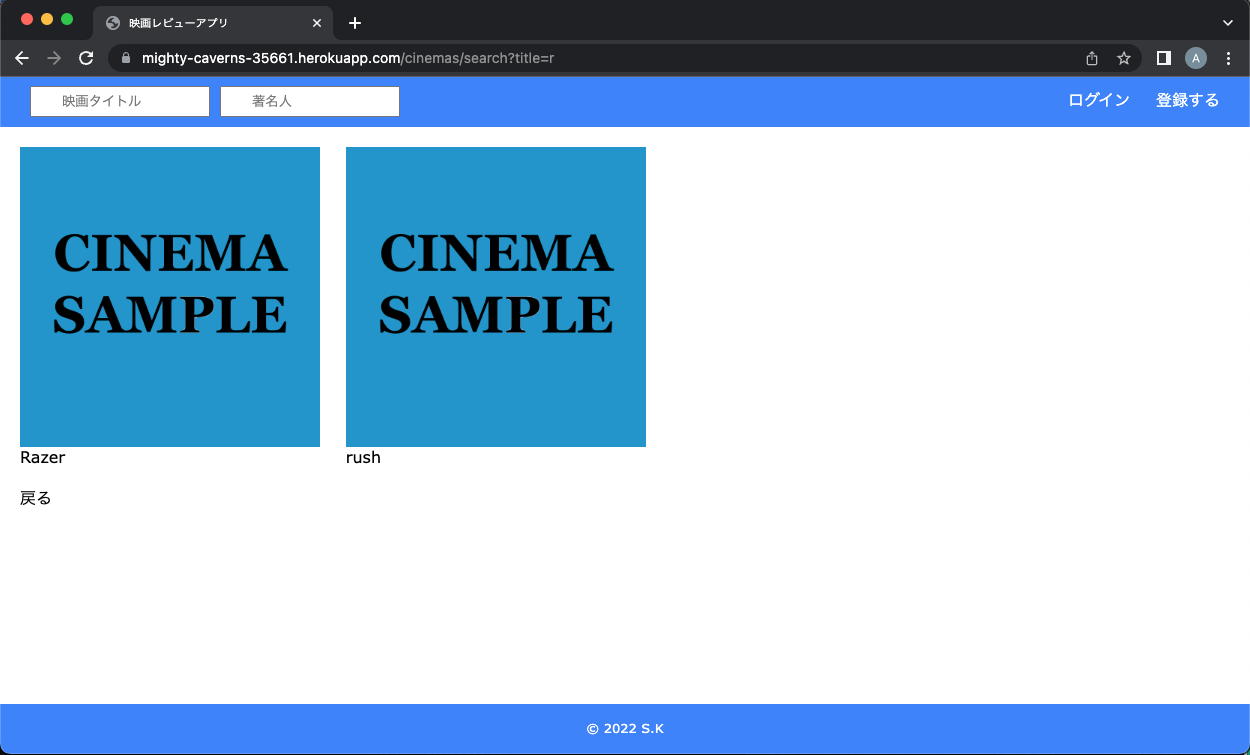 映画レビューアプリ
mighty-caverns-35661.herokuapp.com/cinemas/search?title=r
A
映画タイトル 著名人 ログイン 登録する
CINEMA CINEMA
SAMPLE SAMPLE
Razer rush
戻る
© 2022 S.K